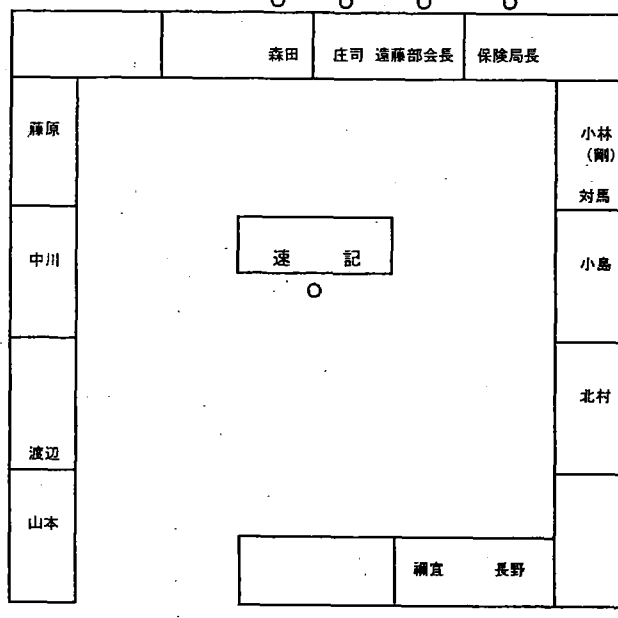 森田 庄司 遠藤部会長 保険局長
藤原
小林
(剛)
対馬
速 記
中川
小島
北村
渡辺
山本
禰宜 長野